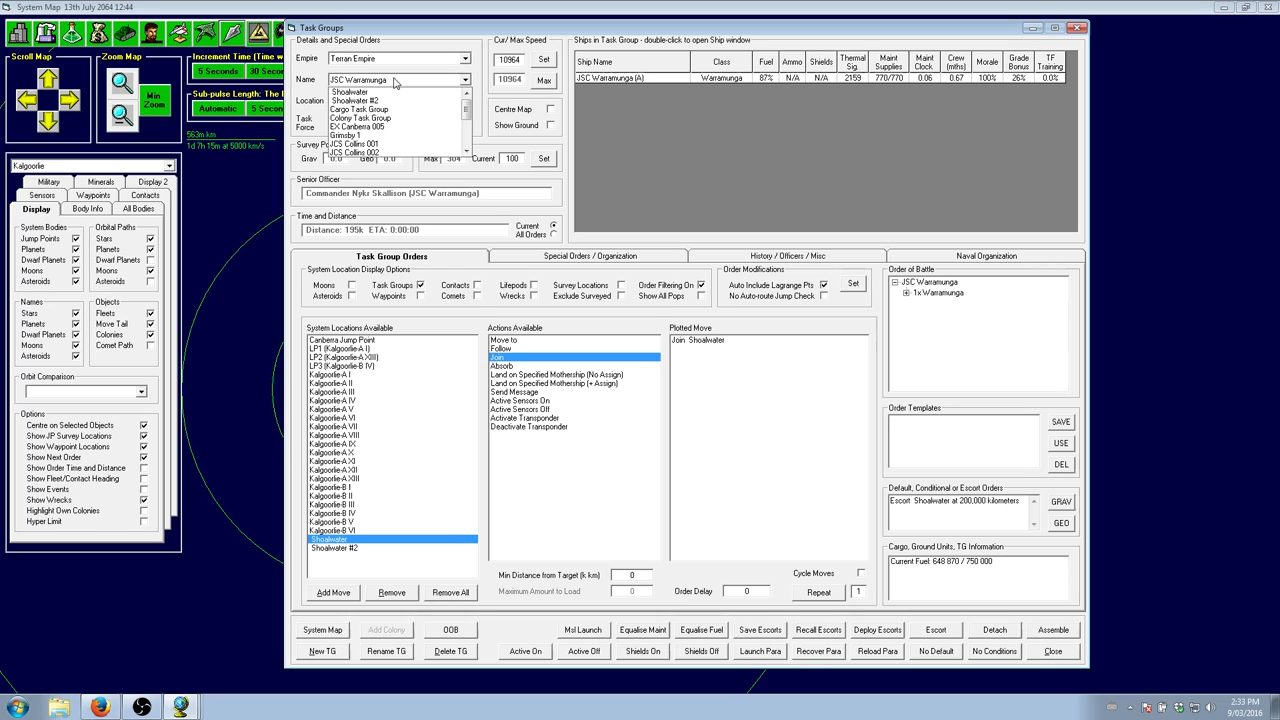 System Map 13th July 2064 12:44
Scroll Map
Zoom Map
Min Zoom
5 Seconds
30 Seconds
Automatic
5 Seconds
563m km
1d 7h 15m at 5000 km/s
Kalgoorlie
Military
Minerals
Display 2
Sensors
Waypoints
Contacts
Display
Body Info
All Bodies
System Bodies
Jump Points
Planets
Dwarf Planets
Moons
Asteroids
Orbital Paths
Stars
Planets
Dwarf Planets
Moons
Asteroids
Names
Stars
Planets
Dwarf Planets
Moons
Asteroids
Objects
Fleets
Move Tail
Colonies
Comet Path
Orbit Comparison
Options
Centre on Selected Objects
Show JP Survey Locations
Show Waypoint Locations
Show Next Order
Show Order Time and Distance
Show Fleet/Contact Heading
Show Events
Show Wrecks
Highlight Own Colonies
Hyper Limit
Task Groups
Details and Special Orders
Empire
Terran Empire
Name
JSC Warramunga
Location
Task Force
Shoalwater
Shoalwater #2
Cargo Task Group
Colony Task Group
EX Canberra 005
Grimsby 1
JCS Collins 001
JCS Collins 002
Cur/ Max Speed
10964
Set
10964
Max
Centre Map
Show Ground
Grav
Max
304
Current
100
Set
Senior Officer
Commander Nykr Skallison (JSC Warramunga)
Time and Distance
Distance: 195k ETA: 0:00:00
Current
All Orders
Ships in Task Group - double-click to open Ship window
Ship Name
Class
Fuel
Ammo
Shields
Thermal Sig.
Maint Supplies
Maint Clock
Crew (mths)
Morale
Grade Bonus
TF Training
JSC Warramunga (A)
Warramunga
87%
N/A
N/A
2159
770/770
0.06
0.67
100%
26%
0.0%
Task Group Orders
Special Orders / Organization
History / Officers / Misc
Naval Organization
System Location Display Options
Moons
Task Groups
Contacts
Lifepods
Survey Locations
Order Filtering On
Asteroids
Waypoints
Comets
Wrecks
Exclude Surveyed
Show All Pops
Order Modifications
Auto Include Lagrange Pts
No Auto-route Jump Check
Set
System Locations Available
Canberra Jump Point
LP1 (Kalgoorlie-A I)
LP2 (Kalgoorlie-A XIII)
LP3 (Kalgoorlie-B IV)
Kalgoorlie-A I
Kalgoorlie-A II
Kalgoorlie-A III
Kalgoorlie-A IV
Kalgoorlie-A V
Kalgoorlie-A VI
Kalgoorlie-A VII
Kalgoorlie-A VIII
Kalgoorlie-A IX
Kalgoorlie-A X
Kalgoorlie-A XI
Kalgoorlie-A XII
Kalgoorlie-A XIII
Kalgoorlie-B I
Kalgoorlie-B II
Kalgoorlie-B III
Kalgoorlie-B IV
Kalgoorlie-B V
Kalgoorlie-B VI
Shoalwater
Shoalwater #2
Actions Available
Move to
Follow
Join
Absorb
Land on Specified Mothership (No Assign)
Land on Specified Mothership (+ Assign)
Send Message
Active Sensors On
Active Sensors Off
Activate Transponder
Deactivate Transponder
Plotted Move
Join Shoalwater
Order of Battle
JSC Warramunga
1x Warramunga
Order Templates
SAVE
USE
DEL
Default, Conditional or Escort Orders
Escort Shoalwater at 200,000 kilometers
GRAV
GEO
Cargo, Ground Units, TG Information
Current Fuel: 648 870 / 750 000
Min Distance from Target (k km)
0
Cycle Moves
Add Move
Remove
Remove All
Maximum Amount to Load
0
Order Delay
0
Repeat
1
System Map
Add Colony
OOB
Msl Launch
Equalise Maint
Equalise Fuel
Save Escorts
Recall Escorts
Deploy Escorts
Escort
Detach
Assemble
New TG
Rename TG
Delete TG
Active On
Active Off
Shields On
Shields Off
Launch Para
Recover Para
Reload Para
No Default
No Conditions
Close
2:33 PM
9/03/2016